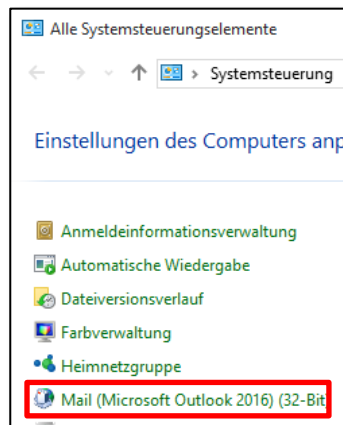 Alle Systemsteuerungselemente
Systemsteuerung
Einstellungen des Computers anp
Anmeldeinformationsverwaltung
Automatische Wiedergabe
Dateiversionsverlauf
Farbverwaltung
Heimnetzgruppe
Mail (Microsoft Outlook 2016) (32-Bit